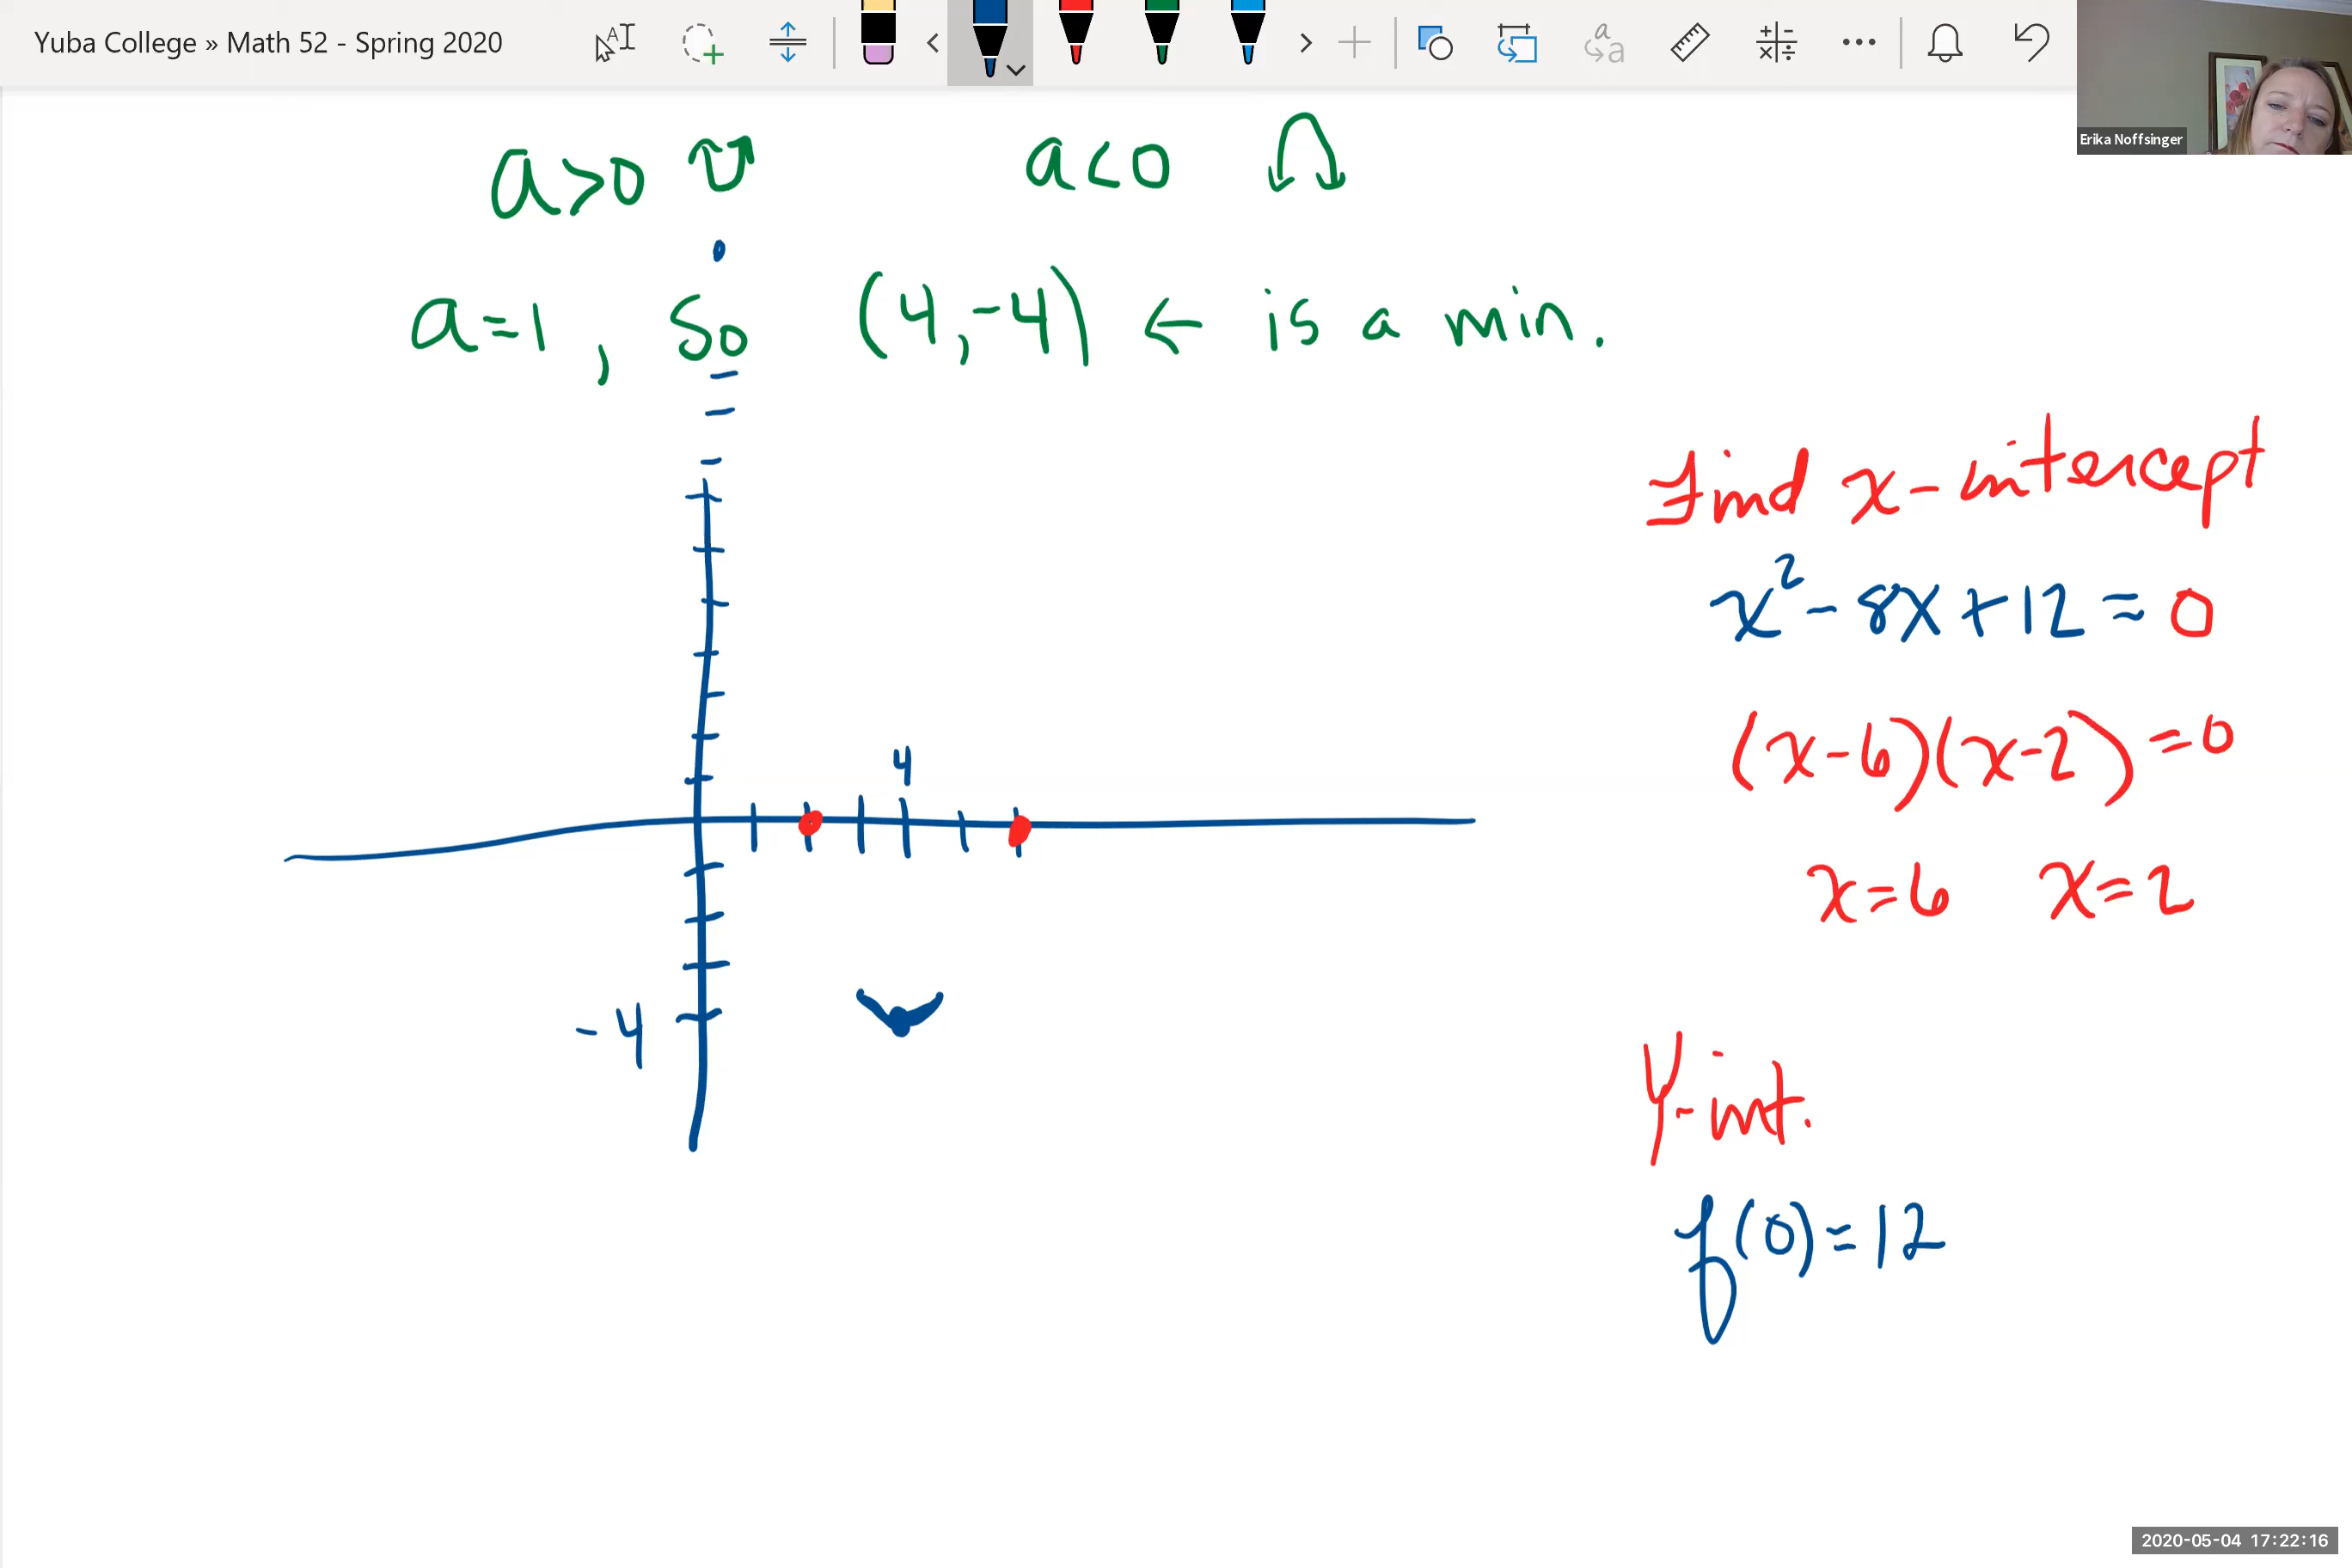 Yuba College » Math 52 - Spring 2020
Erika Noffsinger
a>0 a<0
a=1, so (4,-4) ← is a min.
Find x-intercept
x²-8x+12=0
4
(x-6)(x-2)=0
x=6 x=2
-4
Y-int.
f(0)=12
2020-05-04 17:22:16